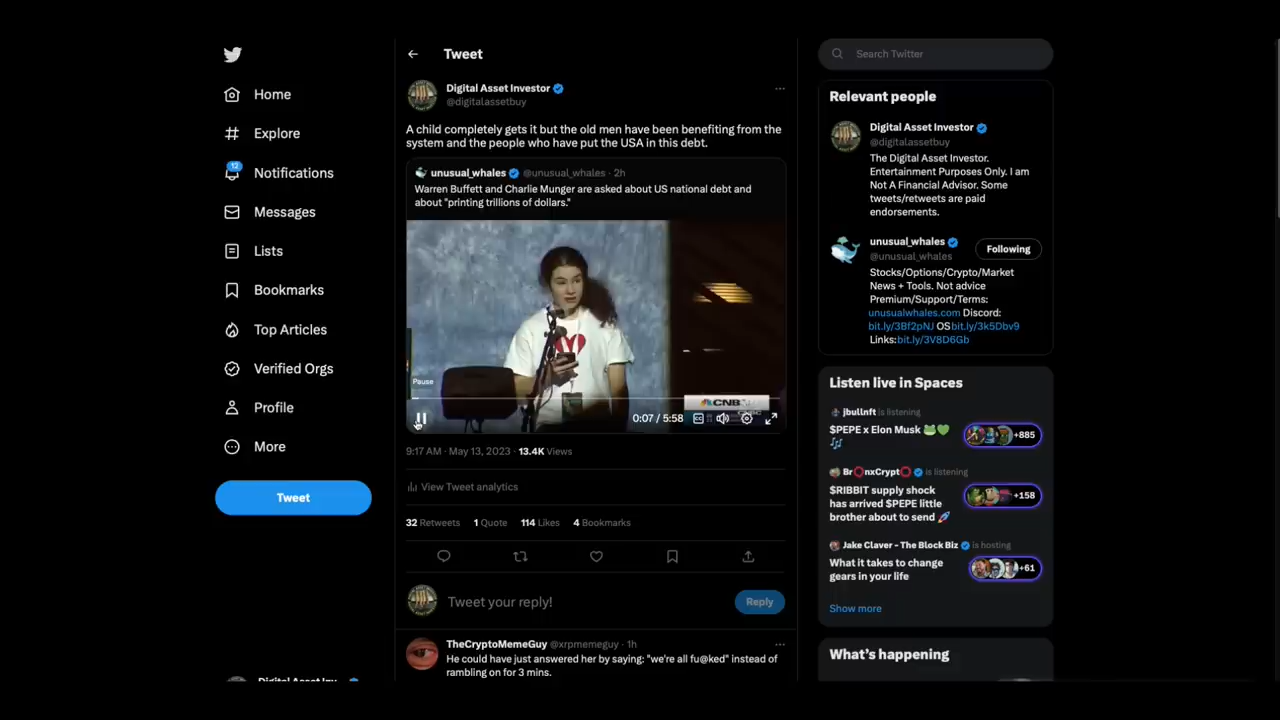 Home
Explore
12
Notifications
Messages
Lists
Bookmarks
Top Articles
Verified Orgs
Profile
More
Tweet
Tweet
Digital Asset Investor
@digitalassetbuy
A child completely gets it but the old men have been benefiting from the
system and the people who have put the USA in this debt.
unusual_whales @unusual_whales · 2h
Warren Buffett and Charlie Munger are asked about US national debt and
about "printing trillions of dollars."
Pause
CNBC
0:07 / 5:58
CC
9:17 AM · May 13, 2023 · 13.4K Views
View Tweet analytics
32 Retweets 1 Quote 114 Likes 4 Bookmarks
Tweet your reply!
Reply
TheCryptoMemeGuy @xrpmemeguy · 1h
He could have just answered her by saying: "we're all fu@ked" instead of
rambling on for 3 mins.
Search Twitter
Relevant people
Digital Asset Investor
@digitalassetbuy
The Digital Asset Investor.
Entertainment Purposes Only. I am
Not A Financial Advisor. Some
tweets/retweets are paid
endorsements.
unusual_whales
@unusual_whales
Following
Stocks/Options/Crypto/Market
News + Tools. Not advice
Premium/Support/Terms:
unusualwhales.com Discord:
bit.ly/3Bf2pNJ OSbit.ly/3k5Dbv9
Links:bit.ly/3V8D6Gb
Listen live in Spaces
jbullnft is listening
$PEPE x Elon Musk 🐸💚
🎶
+885
Br⭕nxCrypt⭕ is listening
$RIBBIT supply shock
has arrived $PEPE little
brother about to send 🚀
+158
Jake Claver - The Block Biz is hosting
What it takes to change
gears in your life
+61
Show more
What's happening